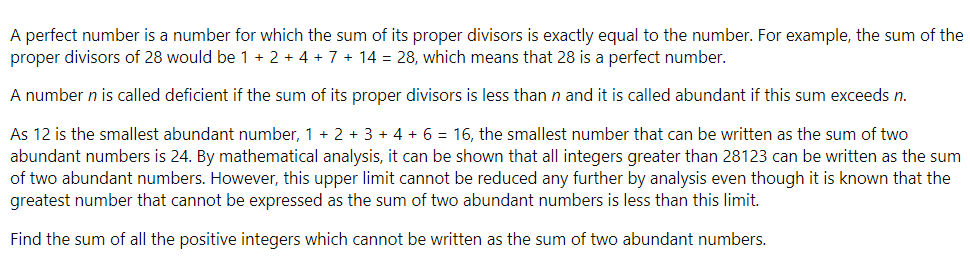 A perfect number is a number for which the sum of its proper divisors is exactly equal to the number. For example, the sum of the
proper divisors of 28 would be 1 + 2 + 4 + 7 + 14 = 28, which means that 28 is a perfect number.
A number n is called deficient if the sum of its proper divisors is less than n and it is called abundant if this sum exceeds n.
As 12 is the smallest abundant number, 1 + 2 + 3 + 4 + 6 = 16, the smallest number that can be written as the sum of two
abundant numbers is 24. By mathematical analysis, it can be shown that all integers greater than 28123 can be written as the sum
of two abundant numbers. However, this upper limit cannot be reduced any further by analysis even though it is known that the
greatest number that cannot be expressed as the sum of two abundant numbers is less than this limit.
Find the sum of all the positive integers which cannot be written as the sum of two abundant numbers.